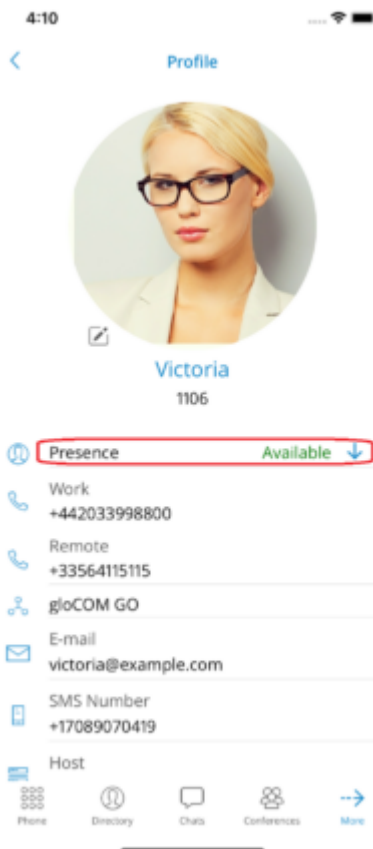 4:10
Profile
Victoria
1106
Presence Available
Work
+442033998800
Remote
+33564115115
gloCOM GO
E-mail
victoria@example.com
SMS Number
+17089070419
Host
Phone Directory Chats Conferences More